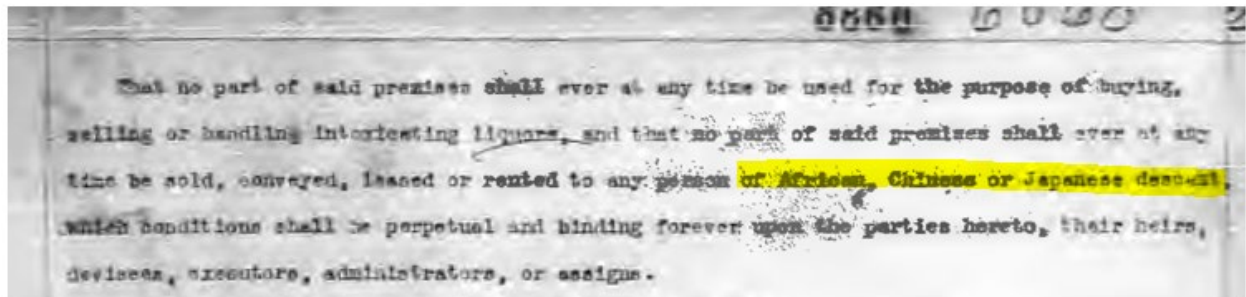 That no part of said premises shall ever at any time be used for the purpose of buying,
selling or handling intoxicating liquors, and that no part of said premises shall ever at any
time be sold, conveyed, leased or rented to any person of African, Chinese or Japanese descent,
which conditions shall be perpetual and binding forever upon the parties hereto, their heirs,
devisees, executors, administrators, or assigns.